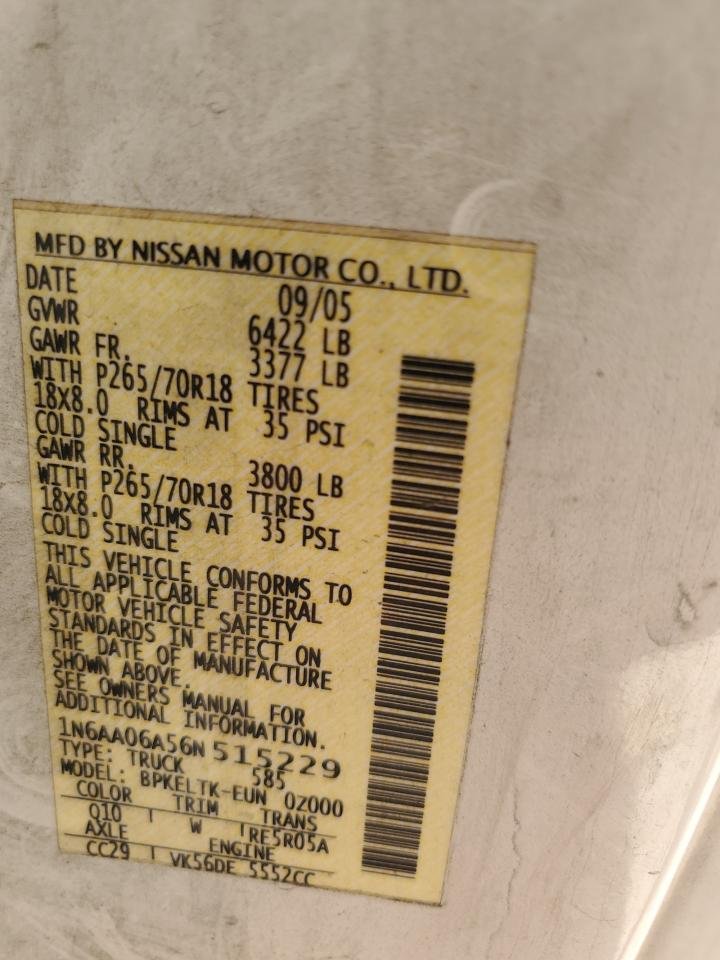 MFD BY NISSAN MOTOR CO., LTD.
DATE 09/05
GVWR 6422 LB
GAWR FR. 3377 LB
WITH P265/70R18 TIRES
18X8.0 RIMS AT 35 PSI
COLD SINGLE
GAWR RR. 3800 LB
WITH P265/70R18 TIRES
18X8.0 RIMS AT 35 PSI
COLD SINGLE
THIS VEHICLE CONFORMS TO
ALL APPLICABLE FEDERAL
MOTOR VEHICLE SAFETY
STANDARDS IN EFFECT ON
THE DATE OF MANUFACTURE
SHOWN ABOVE.
SEE OWNERS MANUAL FOR
ADDITIONAL INFORMATION.
1N6AA06A56N515229
TYPE: TRUCK 585
MODEL: BPKELTK-EUN 0Z000
COLOR TRIM TRANS
Q10 W RE5R05A
AXLE ENGINE
CC29 VK56DE 5552CC